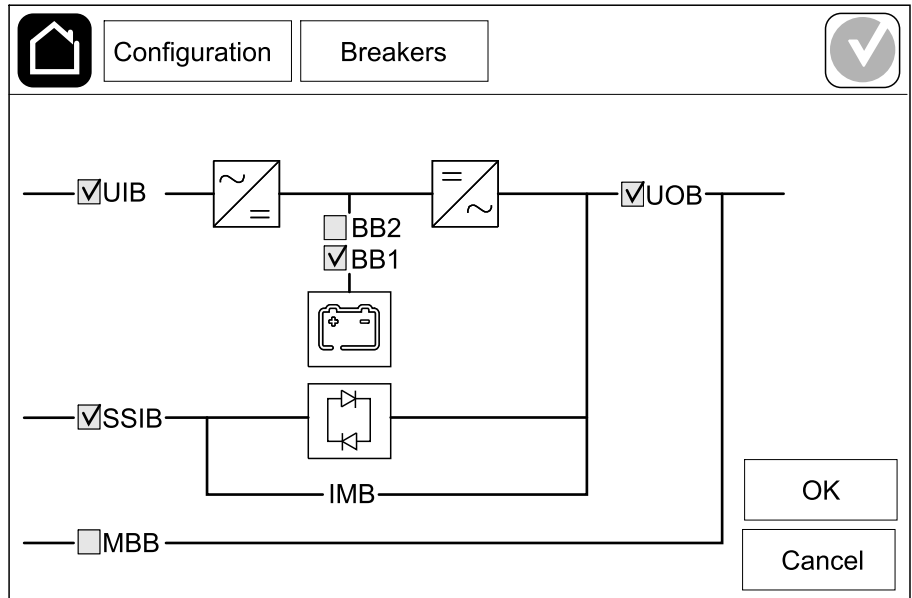 Configuration
Breakers
UIB
UOB
BB2
BB1
SSIB
IMB
OK
MBB
Cancel